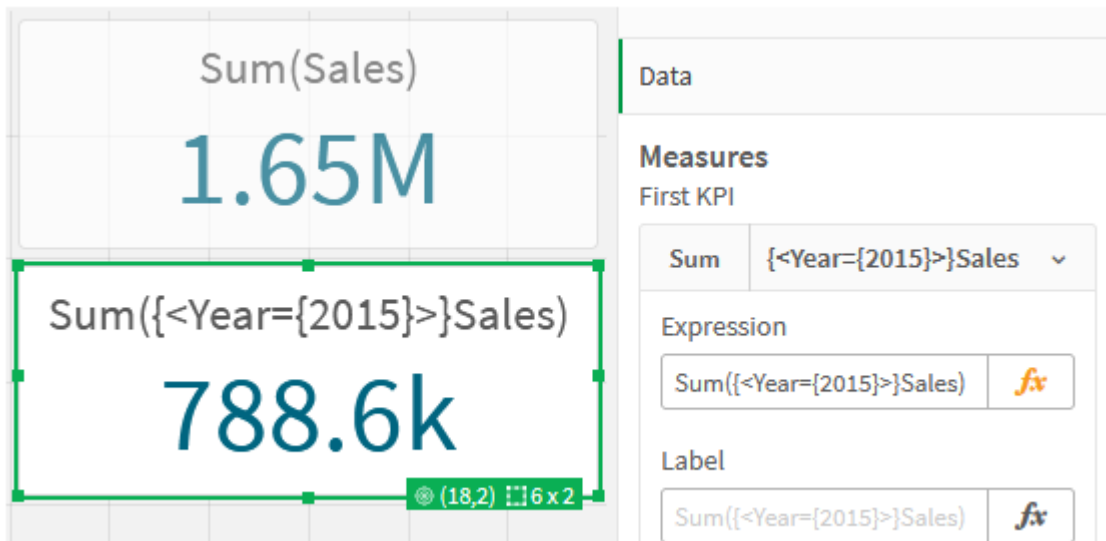 Sum(Sales)
1.65M
Sum({<Year={2015}>}Sales)
788.6k
(18,2) 6 x 2
Data
Measures
First KPI
Sum {<Year={2015}>}Sales
Expression
Sum({<Year={2015}>}Sales) fx
Label
Sum({<Year={2015}>}Sales) fx